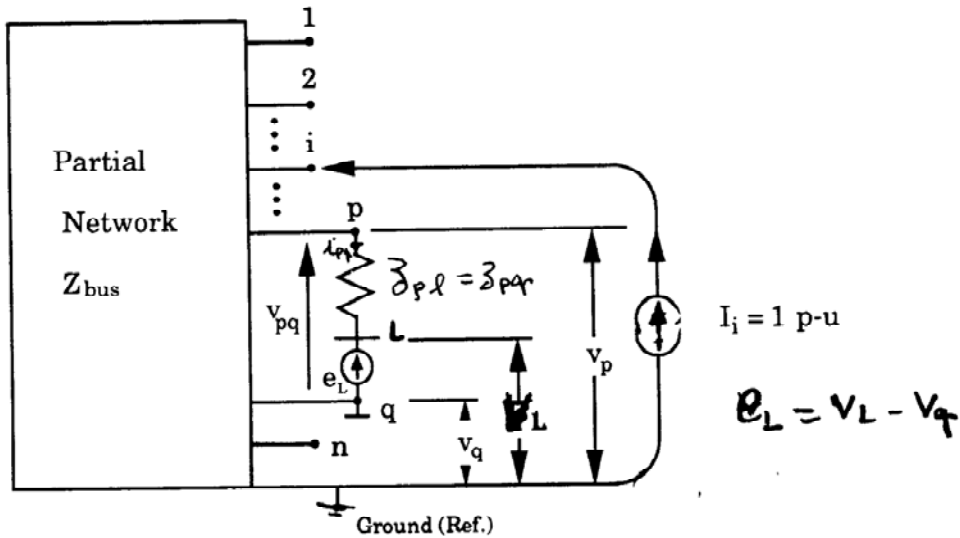 1
2
i
Partial
Network
Zbus
p
ipq
vpq
zpl = zpq
L
eL
q
vq
VL
vp
n
Ii = 1 p-u
eL = VL - Vq
Ground (Ref.)